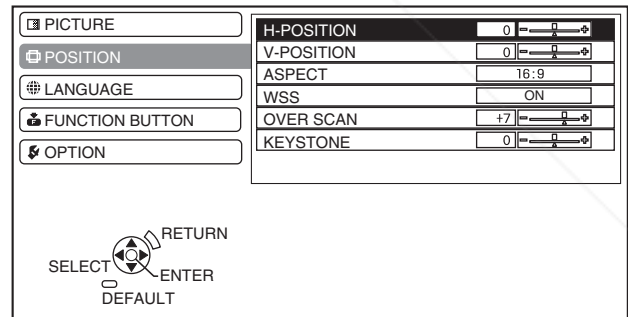 PICTURE
POSITION
LANGUAGE
FUNCTION BUTTON
OPTION
H-POSITION 0
V-POSITION 0
ASPECT 16:9
WSS ON
OVER SCAN +7
KEYSTONE 0
RETURN
SELECT
ENTER
DEFAULT